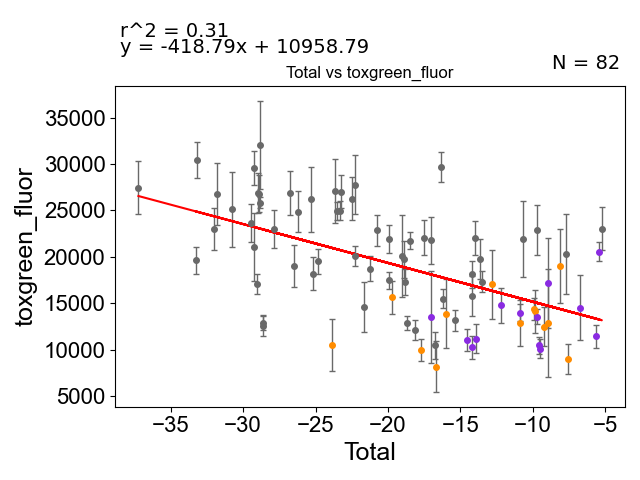 r^2 = 0.31
y = -418.79x + 10958.79
N = 82
Total vs toxgreen_fluor
35000
30000
25000
20000
15000
10000
5000
toxgreen_fluor
−35 −30 −25 −20 −15 −10 −5
Total